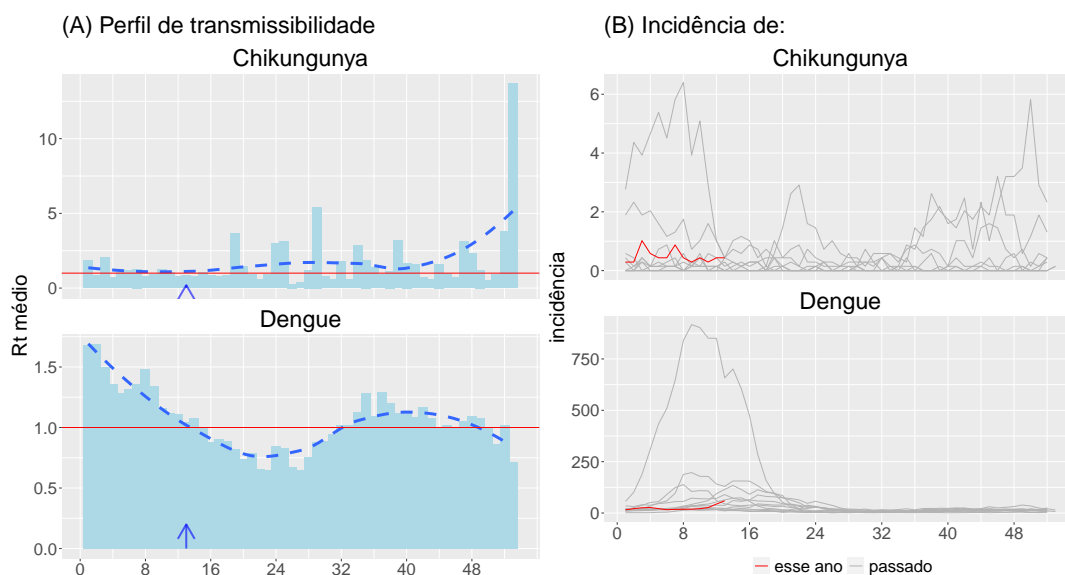 (A) Perfil de transmissibilidade
Chikungunya
10
5
0
Dengue
1.5
1.0
0.5
0.0
0 8 16 24 32 40 48
Rt médio
(B) Incidência de:
Chikungunya
6
4
2
0
Dengue
750
500
250
0
0 8 16 24 32 40 48
incidência
esse ano passado